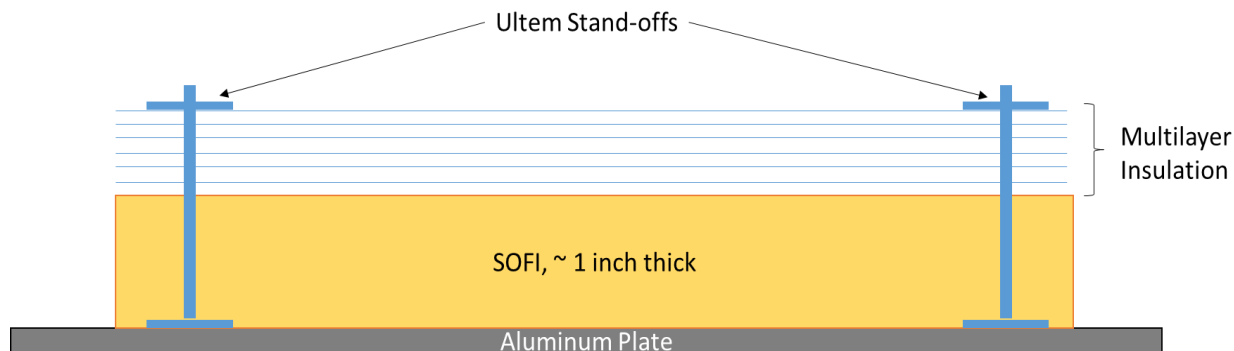 Ultem Stand-offs
Multilayer
Insulation
SOFI, ~ 1 inch thick
Aluminum Plate